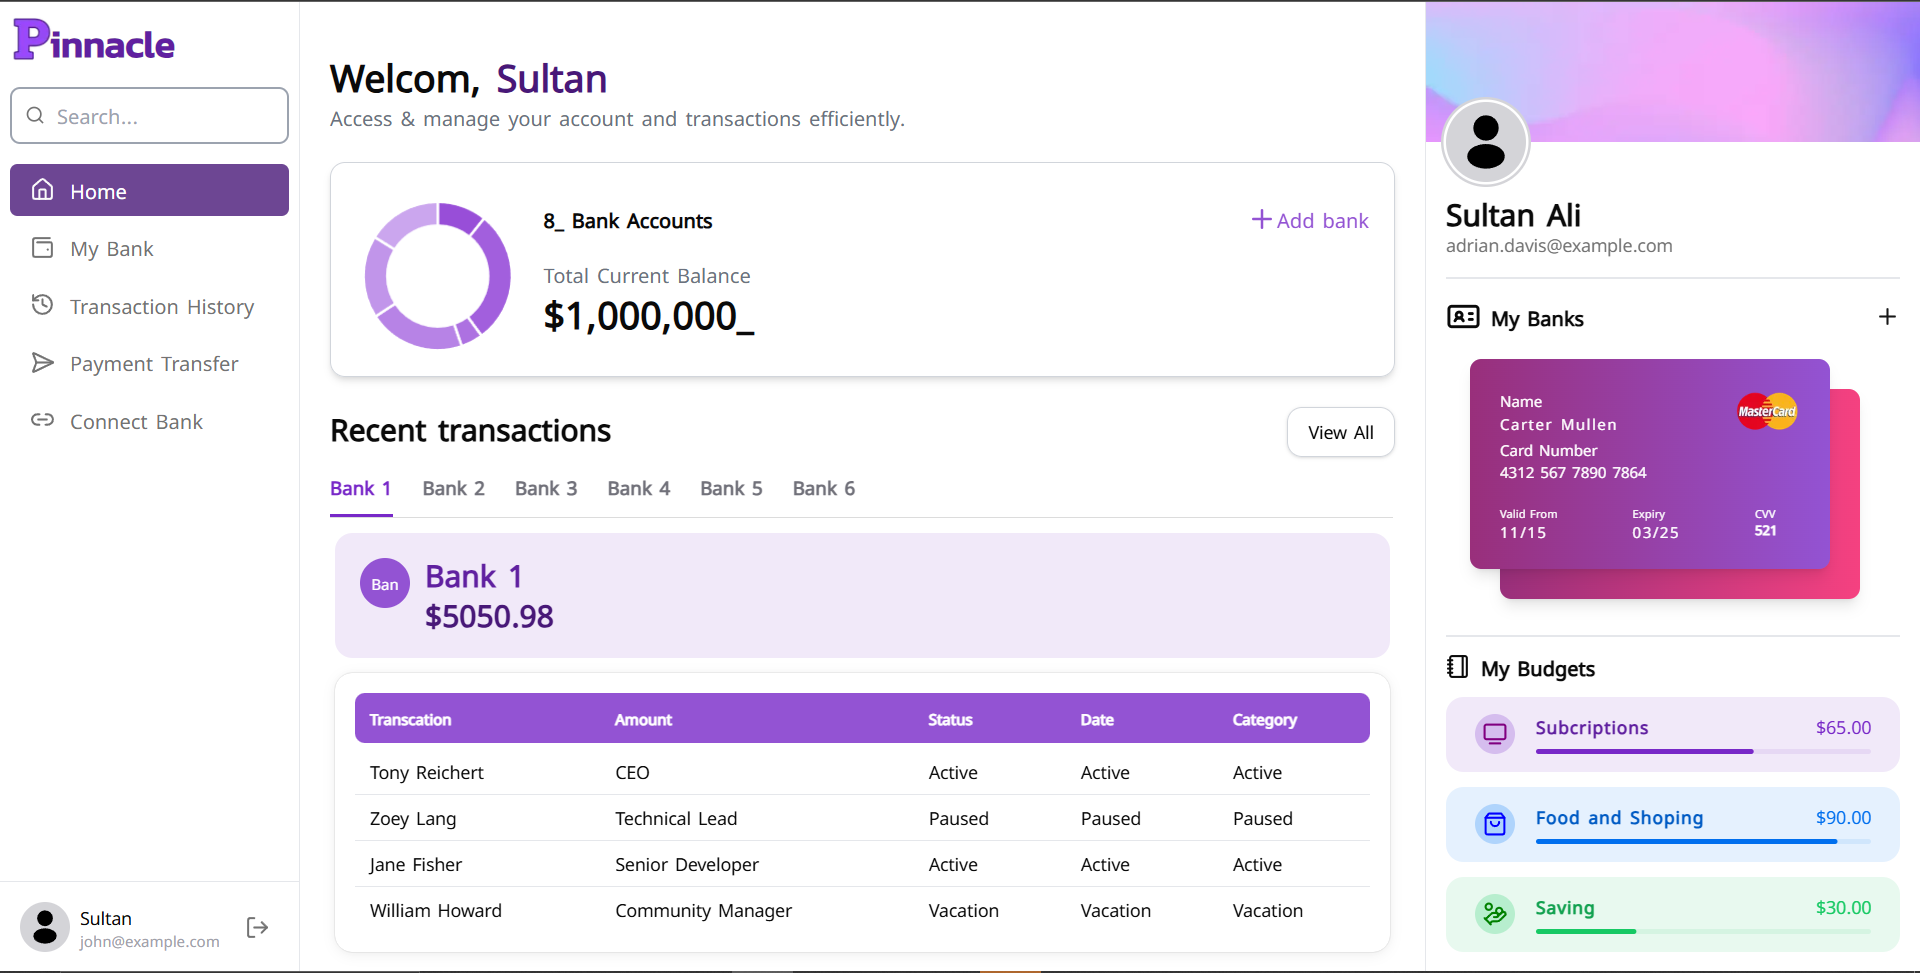 Pinnacle
Search...
Home
My Bank
Transaction History
Payment Transfer
Connect Bank
Sultan
john@example.com
Welcom, Sultan
Access & manage your account and transactions efficiently.
8_ Bank Accounts
Add bank
Total Current Balance
$1,000,000_
Recent transactions
View All
Bank 1 Bank 2 Bank 3 Bank 4 Bank 5 Bank 6
Ban
Bank 1
$5050.98
Transcation Amount Status Date Category
Tony Reichert CEO Active Active Active
Zoey Lang Technical Lead Paused Paused Paused
Jane Fisher Senior Developer Active Active Active
William Howard Community Manager Vacation Vacation Vacation
Sultan Ali
adrian.davis@example.com
My Banks
Name
Carter Mullen
MasterCard
Card Number
4312 567 7890 7864
Valid From Expiry CVV
11/15 03/25 521
My Budgets
Subcriptions $65.00
Food and Shoping $90.00
Saving $30.00